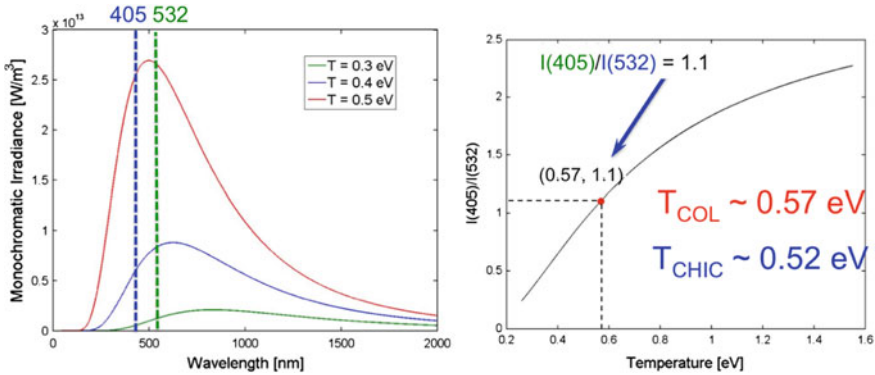 405 532
× 10¹³
3
2.5
2
1.5
1
0.5
0
0 500 1000 1500 2000
Monochromatic Irradiance [W/m³]
Wavelength [nm]
T = 0.3 eV
T = 0.4 eV
T = 0.5 eV
2.5
2
1.5
1
0.5
0
0.2 0.4 0.6 0.8 1 1.2 1.4 1.6
I(405)/I(532)
Temperature [eV]
I(405)/I(532) = 1.1
(0.57, 1.1)
T_COL ~ 0.57 eV
T_CHIC ~ 0.52 eV